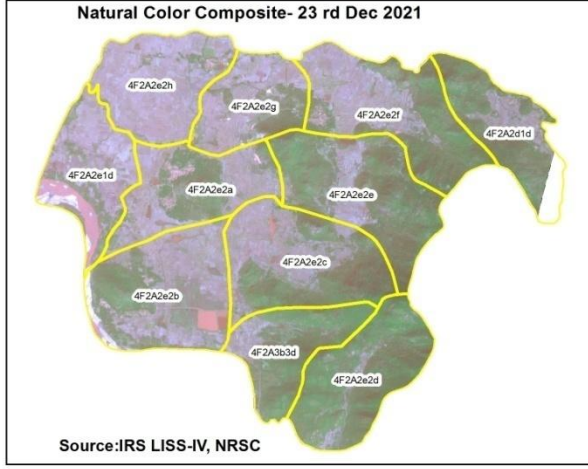 Natural Color Composite- 23 rd Dec 2021
4F2A2e2h
4F2A2e2g
4F2A2e2f
4F2A2d1d
4F2A2e1d
4F2A2e2a
4F2A2e2e
4F2A2e2c
4F2A2e2b
4F2A3b3d
4F2A2e2d
Source:IRS LISS-IV, NRSC